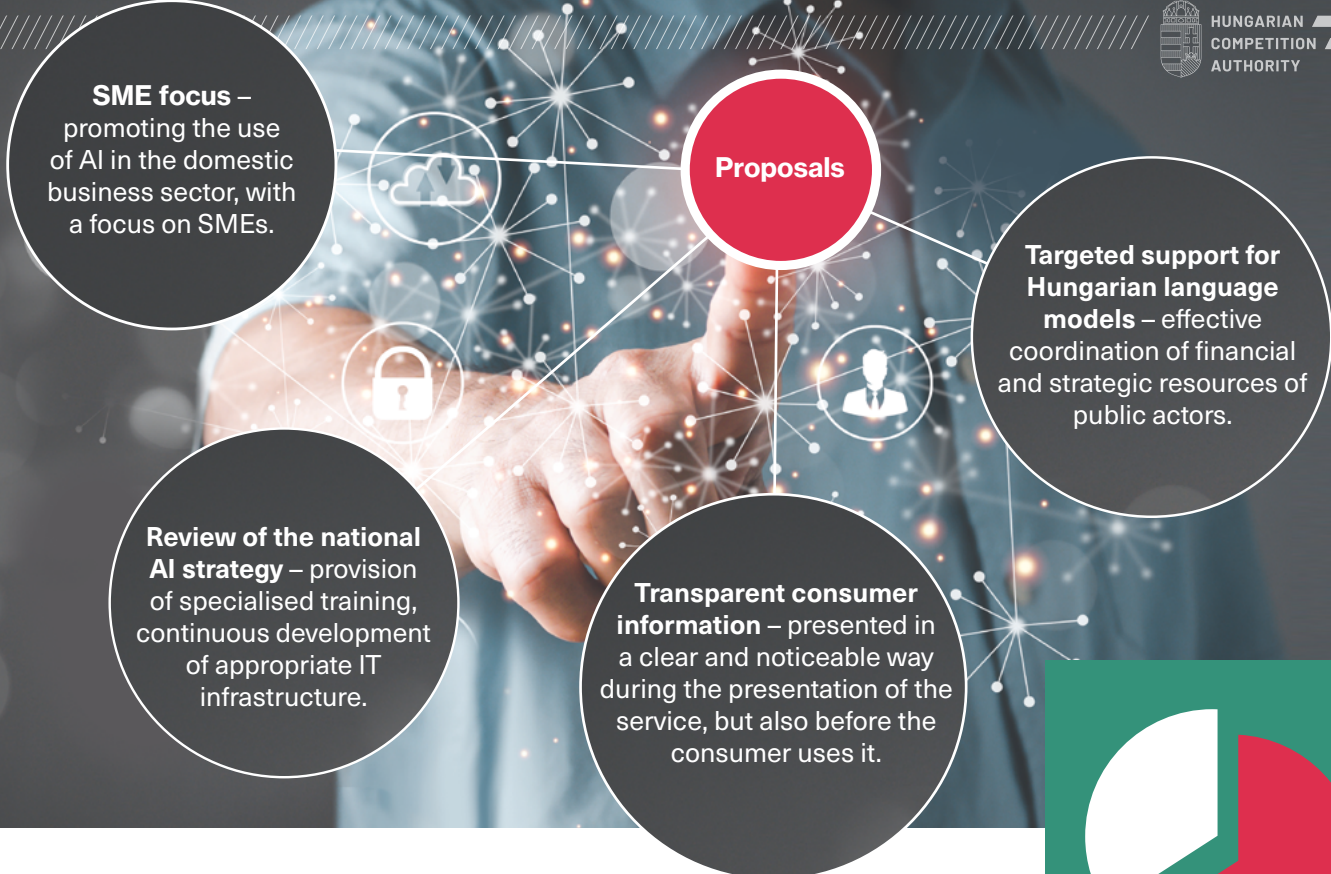 HUNGARIAN
COMPETITION
AUTHORITY
SME focus –
promoting the use
of AI in the domestic
business sector, with
a focus on SMEs.
Proposals
Targeted support for
Hungarian language
models – effective
coordination of financial
and strategic resources of
public actors.
Review of the national
AI strategy – provision
of specialised training,
continuous development
of appropriate IT
infrastructure.
Transparent consumer
information – presented in
a clear and noticeable way
during the presentation of the
service, but also before the
consumer uses it.